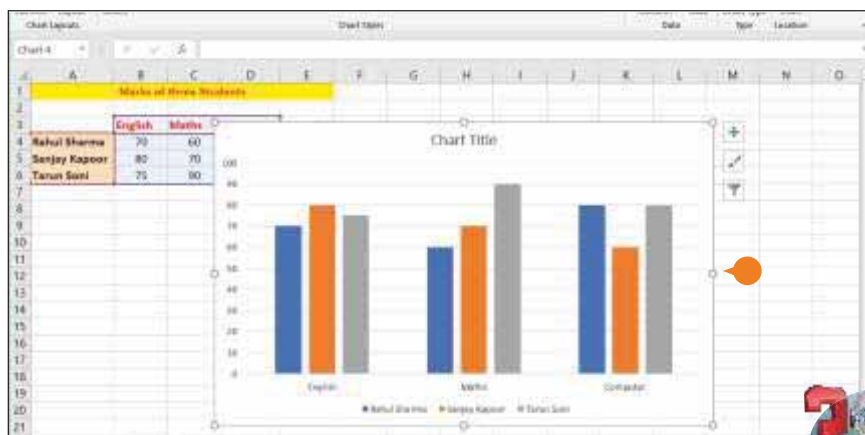 Chart Layouts Chart Styles Data Type Location
Chart 4
A B C D E F G H I J K L M N O
1 Marks of three Students
2
3 English Maths
4 Rahul Sharma 70 60
5 Sanjay Kapoor 80 70
6 Tarun Soni 75 90
7
8
9
10
11
12
13
14
15
16
17
18
19
20
21
Chart Title
100
90
80
70
60
50
40
30
20
10
0
English Maths Computer
Rahul Sharma Sanjay Kapoor Tarun Soni